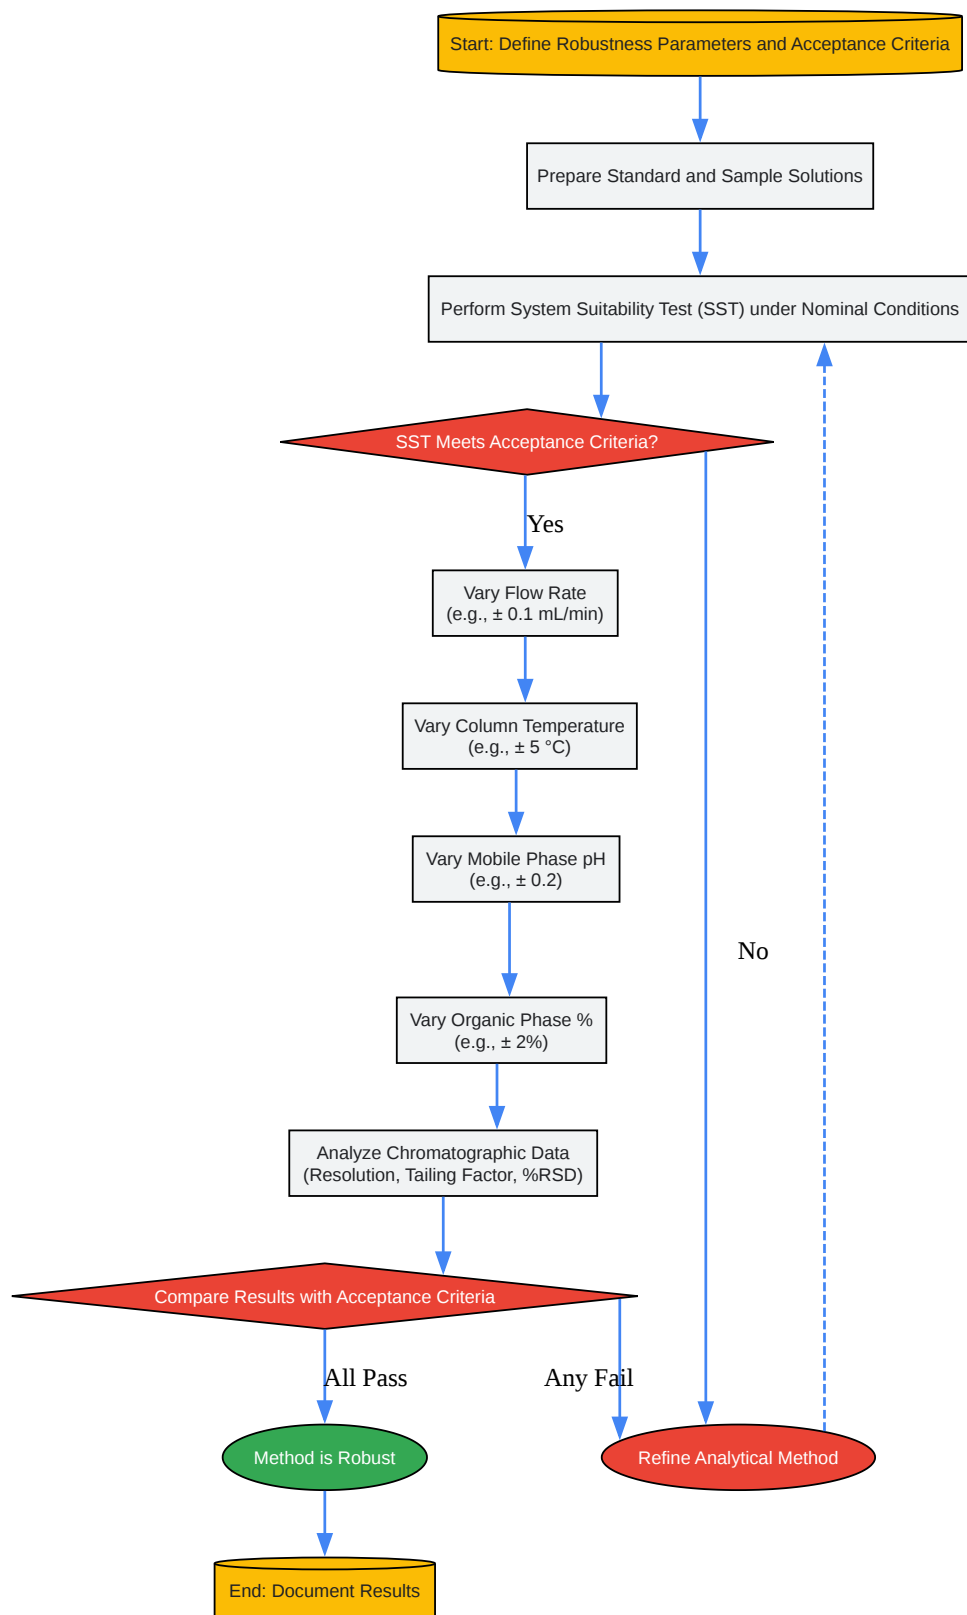 Start: Define Robustness Parameters and Acceptance Criteria
Prepare Standard and Sample Solutions
Perform System Suitability Test (SST) under Nominal Conditions
SST Meets Acceptance Criteria?
Yes
Vary Flow Rate
(e.g., ± 0.1 mL/min)
Vary Column Temperature
(e.g., ± 5 °C)
Vary Mobile Phase pH
(e.g., ± 0.2)
No
Vary Organic Phase %
(e.g., ± 2%)
Analyze Chromatographic Data
(Resolution, Tailing Factor, %RSD)
Compare Results with Acceptance Criteria
All Pass
Any Fail
Method is Robust
Refine Analytical Method
End: Document Results